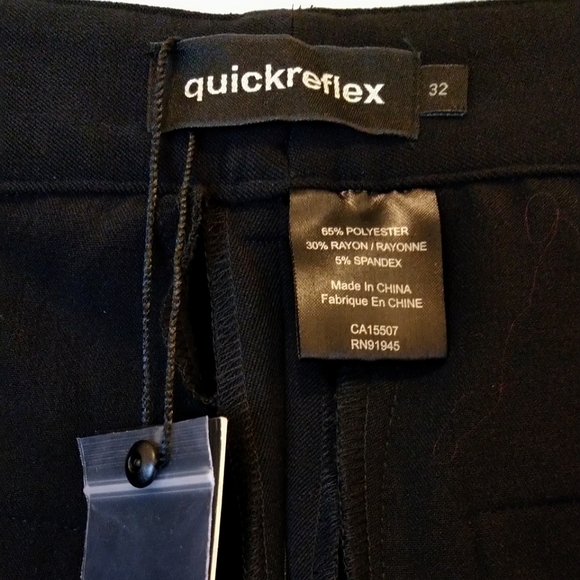 quickreflex
32
65% POLYESTER
30% RAYON / RAYONNE
5% SPANDEX
Made In CHINA
Fabrique En CHINE
CA15507
RN91945